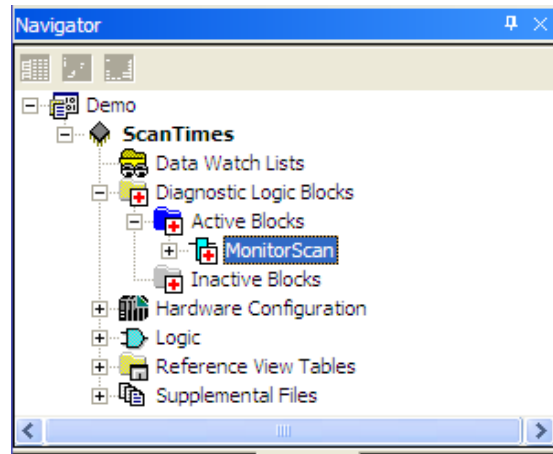 Navigator
Demo
ScanTimes
Data Watch Lists
Diagnostic Logic Blocks
Active Blocks
MonitorScan
Inactive Blocks
Hardware Configuration
Logic
Reference View Tables
Supplemental Files